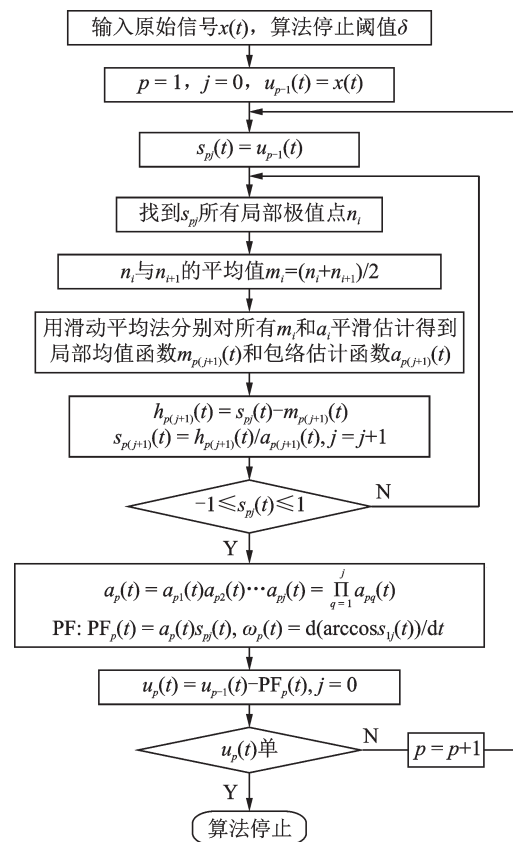 输入原始信号x(t)，算法停止阈值δ
p = 1，j = 0，u_{p−1}(t) = x(t)
s_{pj}(t) = u_{p−1}(t)
找到s_{pj}所有局部极值点n_i
n_i与n_{i+1}的平均值m_i=(n_i+n_{i+1})/2
用滑动平均法分别对所有m_i和a_i平滑估计得到
局部均值函数m_{p(j+1)}(t)和包络估计函数a_{p(j+1)}(t)
h_{p(j+1)}(t) = s_{pj}(t)−m_{p(j+1)}(t)
s_{p(j+1)}(t) = h_{p(j+1)}(t)/a_{p(j+1)}(t), j = j+1
−1≤s_{pj}(t)≤1
N
Y
a_p(t) = a_{p1}(t)a_{p2}(t)⋯a_{pj}(t) = ∏_{q=1}^{j} a_{pq}(t)
PF: PF_p(t) = a_p(t)s_{pj}(t), ω_p(t) = d(arccoss_{1j}(t))/dt
u_p(t) = u_{p−1}(t)−PF_p(t), j = 0
u_p(t)单
N
p = p+1
Y
算法停止